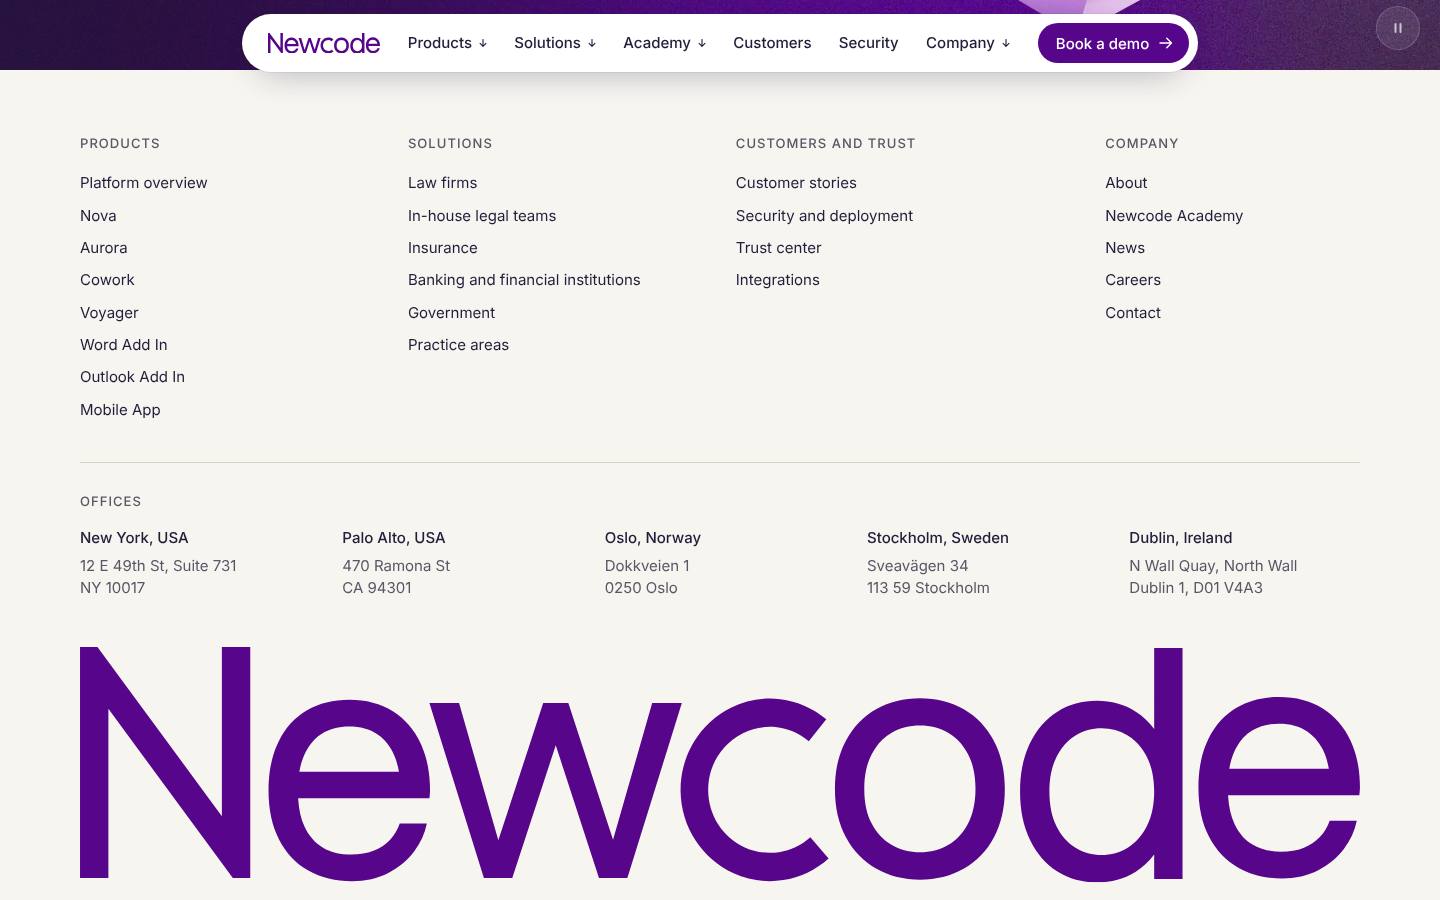 Newcode
Products
Solutions
Academy
Customers
Security
Company
Book a demo
PRODUCTS
Platform overview
Nova
Aurora
Cowork
Voyager
Word Add In
Outlook Add In
Mobile App
SOLUTIONS
Law firms
In-house legal teams
Insurance
Banking and financial institutions
Government
Practice areas
CUSTOMERS AND TRUST
Customer stories
Security and deployment
Trust center
Integrations
COMPANY
About
Newcode Academy
News
Careers
Contact
OFFICES
New York, USA
12 E 49th St, Suite 731
NY 10017
Palo Alto, USA
470 Ramona St
CA 94301
Oslo, Norway
Dokkveien 1
0250 Oslo
Stockholm, Sweden
Sveavägen 34
113 59 Stockholm
Dublin, Ireland
N Wall Quay, North Wall
Dublin 1, D01 V4A3
Newcode